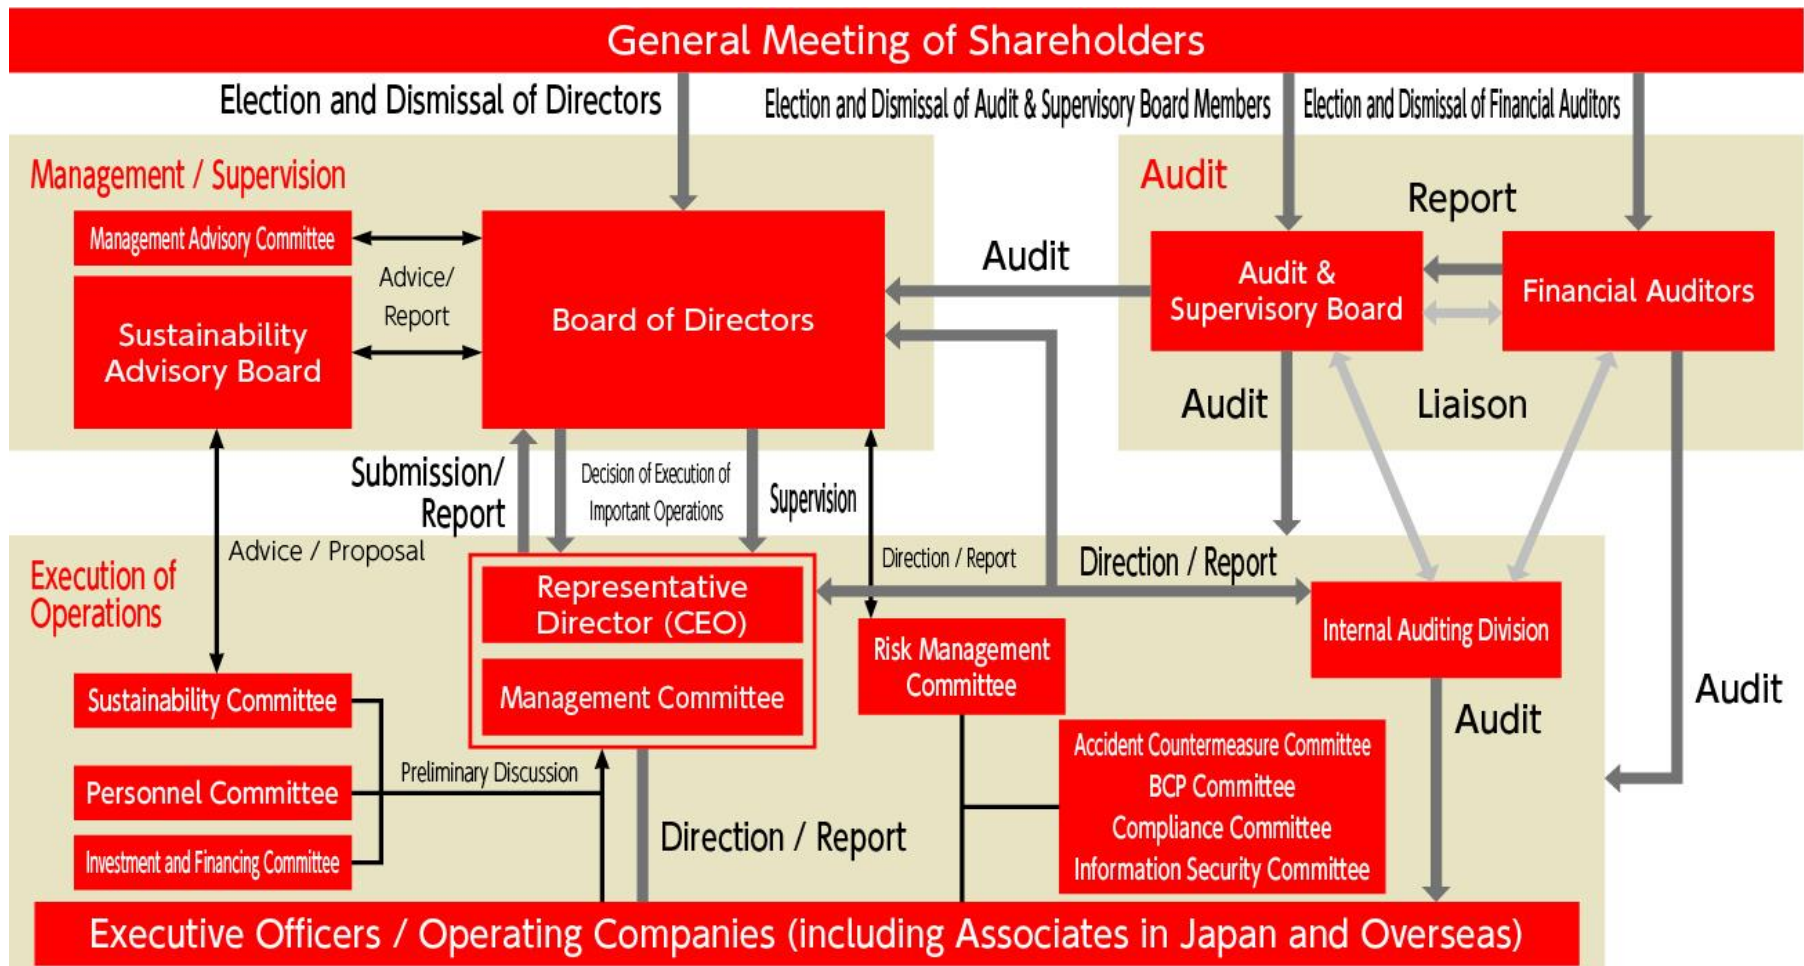 General Meeting of Shareholders
Election and Dismissal of Directors
Election and Dismissal of Audit & Supervisory Board Members
Election and Dismissal of Financial Auditors
Management / Supervision
Management Advisory Committee
Advice/
Report
Sustainability
Advisory Board
Board of Directors
Audit
Audit
Report
Audit &
Supervisory Board
Financial Auditors
Audit
Liaison
Submission/
Report
Decision of Execution of
Important Operations
Supervision
Advice / Proposal
Direction / Report
Direction / Report
Execution of
Operations
Representative
Director (CEO)
Management Committee
Risk Management
Committee
Internal Auditing Division
Sustainability Committee
Personnel Committee
Investment and Financing Committee
Preliminary Discussion
Direction / Report
Accident Countermeasure Committee
BCP Committee
Compliance Committee
Information Security Committee
Audit
Audit
Executive Officers / Operating Companies (including Associates in Japan and Overseas)